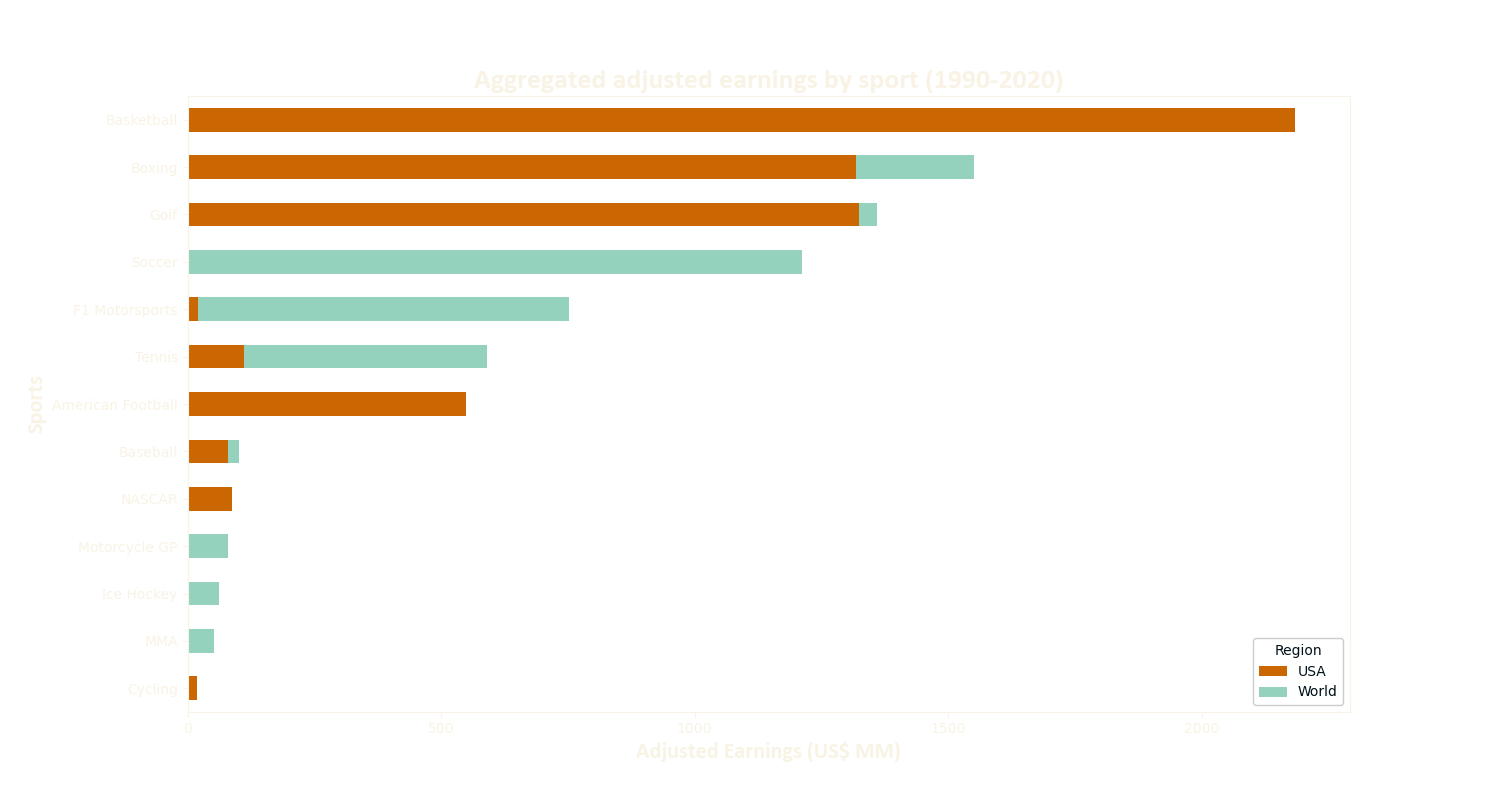 Aggregated adjusted earnings by sport (1990-2020)
Basketball
Boxing
Golf
Soccer
F1 Motorsports
Tennis
American Football
Baseball
NASCAR
Motorcycle GP
Ice Hockey
MMA
Cycling
Sports
0 500 1000 1500 2000
Adjusted Earnings (US$ MM)
Region
USA
World